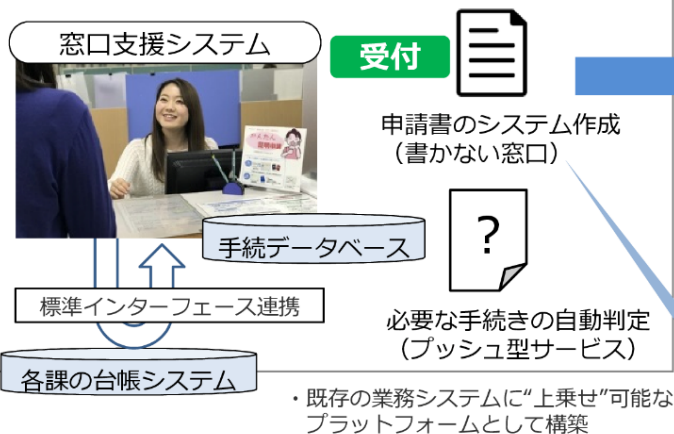 窓口支援システム
受付
申請書のシステム作成
（書かない窓口）
手続データベース
?
標準インターフェース連携
必要な手続きの自動判定
（プッシュ型サービス）
各課の台帳システム
・既存の業務システムに“上乗せ”可能な
プラットフォームとして構築